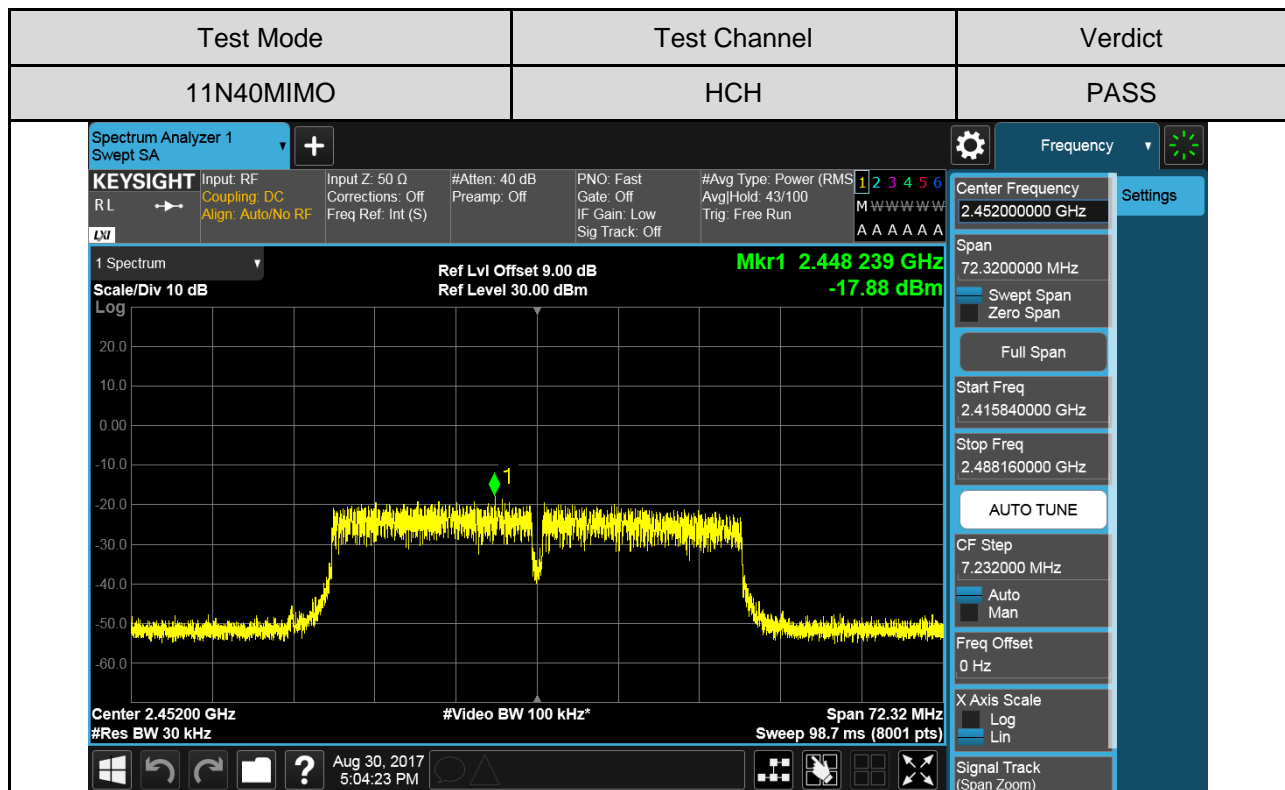 Test Mode Test Channel Verdict
11N40MIMO HCH PASS
Spectrum Analyzer 1
Swept SA
+
Frequency
KEYSIGHT
R L
LXI
Input: RF
Coupling: DC
Align: Auto/No RF
Input Z: 50 Ω
Corrections: Off
Freq Ref: Int (S)
#Atten: 40 dB
Preamp: Off
PNO: Fast
Gate: Off
IF Gain: Low
Sig Track: Off
#Avg Type: Power (RMS
Avg|Hold: 43/100
Trig: Free Run
1 2 3 4 5 6
M W W W W W
A A A A A A
1 Spectrum
Scale/Div 10 dB
Log
Ref Lvl Offset 9.00 dB
Ref Level 30.00 dBm
Mkr1 2.448 239 GHz
-17.88 dBm
20.0
10.0
0.00
-10.0
1
-20.0
-30.0
-40.0
-50.0
-60.0
Center 2.45200 GHz
#Res BW 30 kHz
#Video BW 100 kHz*
Span 72.32 MHz
Sweep 98.7 ms (8001 pts)
?
Aug 30, 2017
5:04:23 PM
Center Frequency
2.452000000 GHz
Settings
Span
72.3200000 MHz
Swept Span
Zero Span
Full Span
Start Freq
2.415840000 GHz
Stop Freq
2.488160000 GHz
AUTO TUNE
CF Step
7.232000 MHz
Auto
Man
Freq Offset
0 Hz
X Axis Scale
Log
Lin
Signal Track
(Span Zoom)